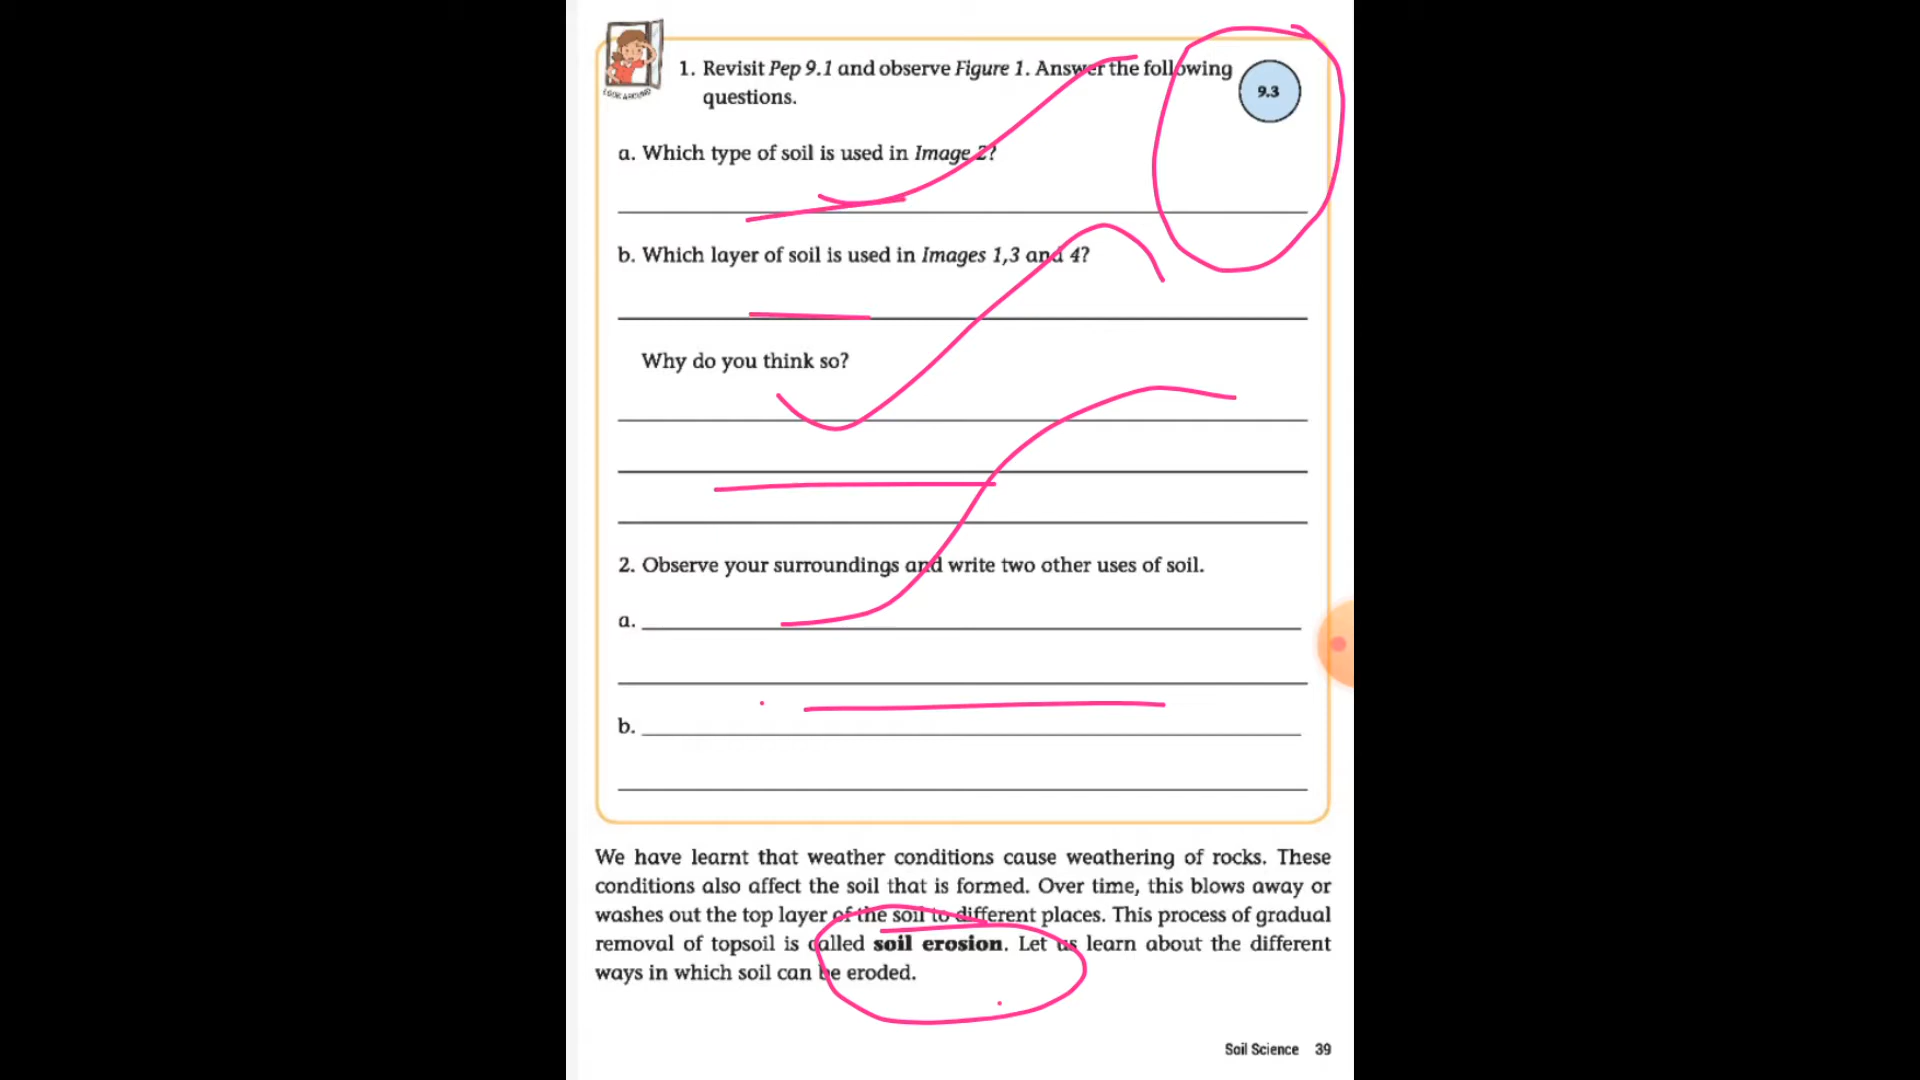 LOOK AROUND
1. Revisit Pep 9.1 and observe Figure 1. Answer the following
questions.
9.3
a. Which type of soil is used in Image 2?
b. Which layer of soil is used in Images 1,3 and 4?
Why do you think so?
2. Observe your surroundings and write two other uses of soil.
a.
b.
We have learnt that weather conditions cause weathering of rocks. These
conditions also affect the soil that is formed. Over time, this blows away or
washes out the top layer of the soil to different places. This process of gradual
removal of topsoil is called soil erosion. Let us learn about the different
ways in which soil can be eroded.
Soil Science 39